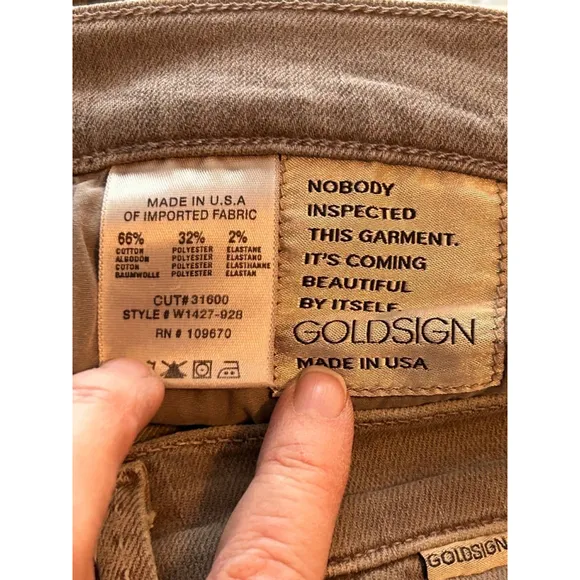 MADE IN U.S.A
OF IMPORTED FABRIC
66% 32% 2%
COTTON POLYESTER ELASTANE
ALGODÓN POLYESTER ELASTANO
COTON POLYESTER ELASTHANNE
BAUMWOLLE POLYESTER ELASTAN
CUT# 31600
STYLE # W1427-928
RN # 109670
NOBODY
INSPECTED
THIS GARMENT.
IT'S COMING
BEAUTIFUL
BY ITSELF.
GOLDSIGN
MADE IN USA
GOLDSIGN